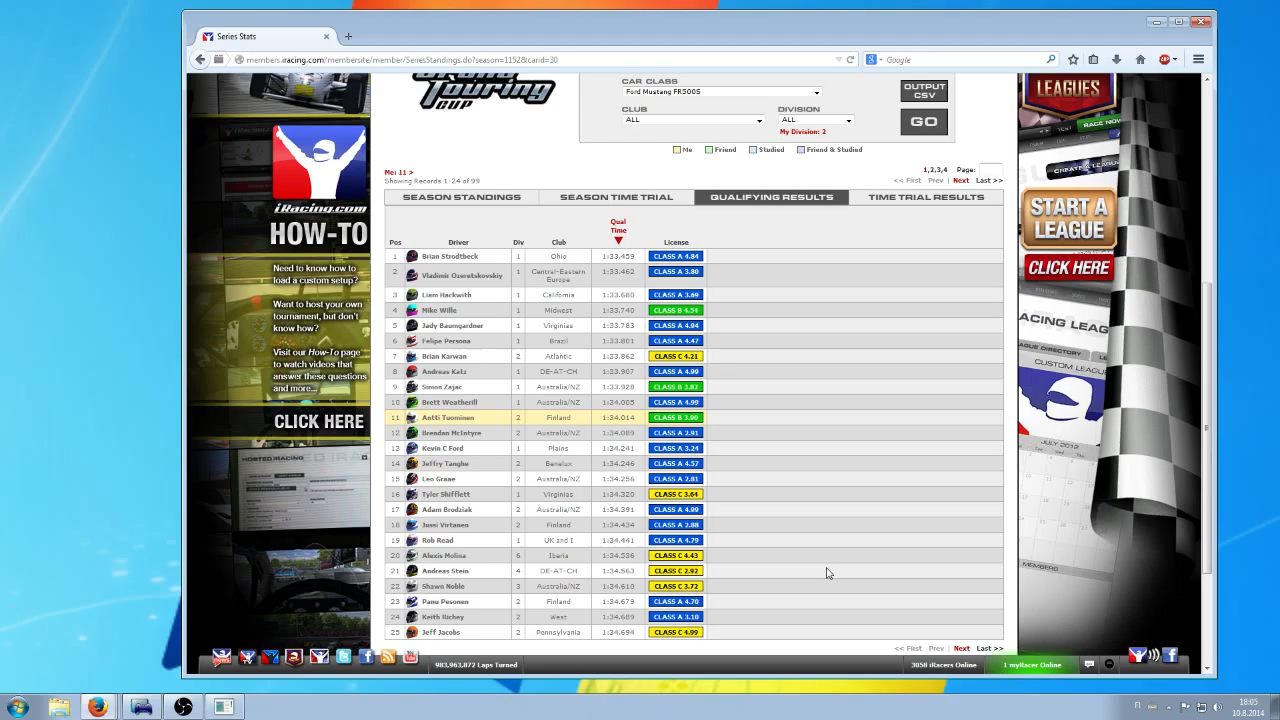 Series Stats
members.iracing.com/membersite/member/SeriesStandings.do?season=1152&carid=30
Google
Touring
CUP
CAR CLASS
Ford Mustang FR500S
OUTPUT
CSV
CLUB
DIVISION
ALL
ALL
GO
My Division: 2
Me
Friend
Studied
Friend & Studied
Me: 11 >
1,2,3,4 Page:
Showing Records 1-24 of 99
<< First Prev Next Last >>
SEASON STANDINGS
SEASON TIME TRIAL
QUALIFYING RESULTS
TIME TRIAL RESULTS
Pos Driver Div Club Qual Time License
1 Brian Strodtbeck 1 Ohio 1:33.459 CLASS A 4.84
2 Vladimir Ozeretskovskiy 1 Central-Eastern Europe 1:33.462 CLASS A 3.80
3 Liam Hackwith 1 California 1:33.680 CLASS A 3.69
4 Mike Wille 1 Midwest 1:33.740 CLASS B 4.54
5 Jady Baumgardner 1 Virginias 1:33.783 CLASS A 4.94
6 Felipe Persona 1 Brazil 1:33.801 CLASS A 4.47
7 Brian Karwan 2 Atlantic 1:33.862 CLASS C 4.21
8 Andreas Katz 1 DE-AT-CH 1:33.907 CLASS A 4.99
9 Simon Zajac 1 Australia/NZ 1:33.928 CLASS B 3.82
10 Brett Weatherill 1 Australia/NZ 1:34.005 CLASS A 4.99
11 Antti Tuominen 2 Finland 1:34.014 CLASS B 3.90
12 Brendan McIntyre 2 Australia/NZ 1:34.089 CLASS A 2.91
13 Kevin C Ford 1 Plains 1:34.241 CLASS A 3.24
14 Jeffry Tanghe 2 Benelux 1:34.246 CLASS A 4.57
15 Leo Graae 2 Australia/NZ 1:34.256 CLASS A 2.81
16 Tyler Shifflett 1 Virginias 1:34.320 CLASS C 3.64
17 Adam Brodziak 2 Australia/NZ 1:34.391 CLASS A 4.99
18 Jussi Virtanen 2 Finland 1:34.434 CLASS A 2.88
19 Rob Read 1 UK and I 1:34.441 CLASS A 4.79
20 Alexis Molina 6 Iberia 1:34.536 CLASS C 4.43
21 Andreas Stein 4 DE-AT-CH 1:34.563 CLASS C 2.92
22 Shawn Noble 3 Australia/NZ 1:34.610 CLASS C 3.72
23 Panu Pesonen 2 Finland 1:34.679 CLASS A 4.70
24 Keith Richey 2 West 1:34.689 CLASS A 3.10
25 Jeff Jacobs 2 Pennsylvania 1:34.694 CLASS C 4.99
<< First Prev Next Last >>
iRacing.com
HOW-TO
Need to know how to
load a custom setup?
Want to host your own
tournament, but don't
know how?
Visit our How-To page
to watch videos that
answer these questions
and more...
CLICK HERE
HOSTED IRACING
LEAGUES
RACE NOW
CREATE A LEAGUE
START A
LEAGUE
CLICK HERE
RACING LEAG
CUSTOM LEAGUE
MEMBERS
983,963,872 Laps Turned
3058 iRacers Online
1 myRacer Online
FI
18:05
10.8.2014